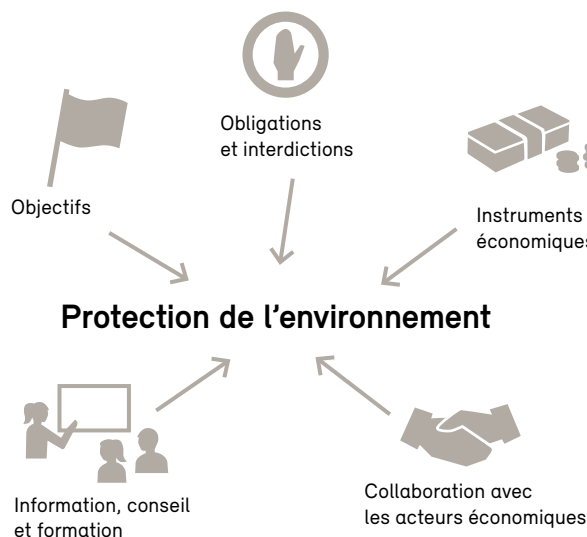 Obligations
et interdictions
Objectifs
Instruments
économiques
Protection de l'environnement
Information, conseil
et formation
Collaboration avec
les acteurs économiques